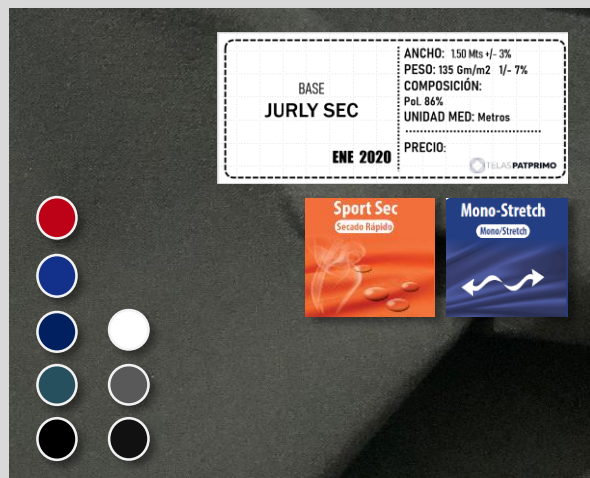 BASE
JURLY SEC
ENE 2020
ANCHO: 1.50 Mts +/- 3%
PESO: 135 Gm/m2 1/- 7%
COMPOSICIÓN:
Pol. 86%
UNIDAD MED: Metros
PRECIO:
TELAS PATPRIMO
Sport Sec
Secado Rápido
Mono-Stretch
Mono/Stretch